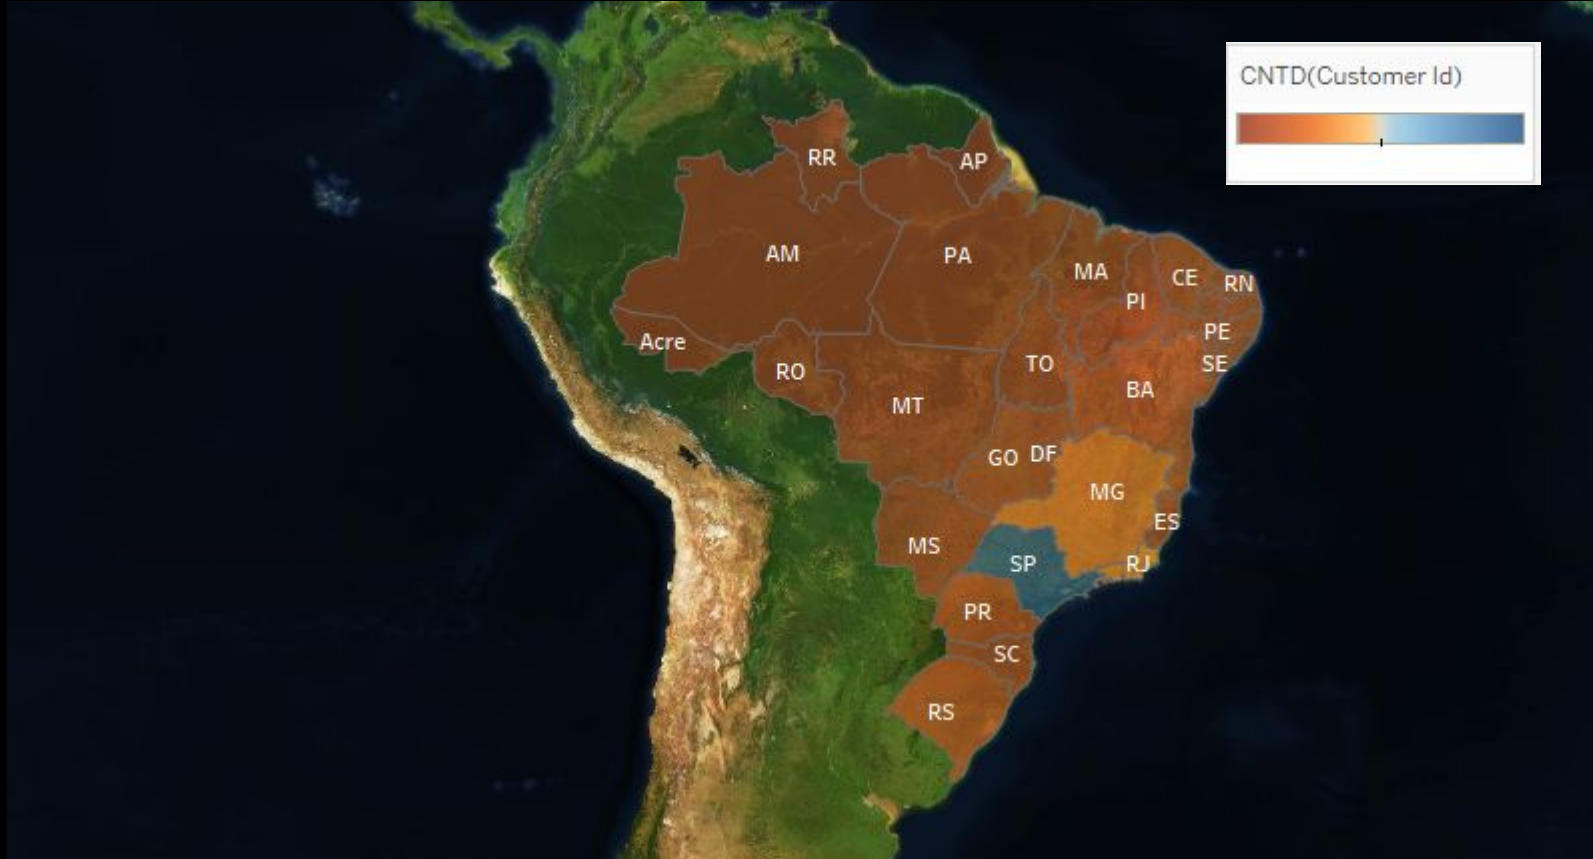 CNTD(Customer Id)
RR
AP
AM
PA
MA
CE
RN
PI
PE
Acre
RO
TO
SE
MT
BA
GO
DF
MG
ES
MS
SP
RJ
PR
SC
RS